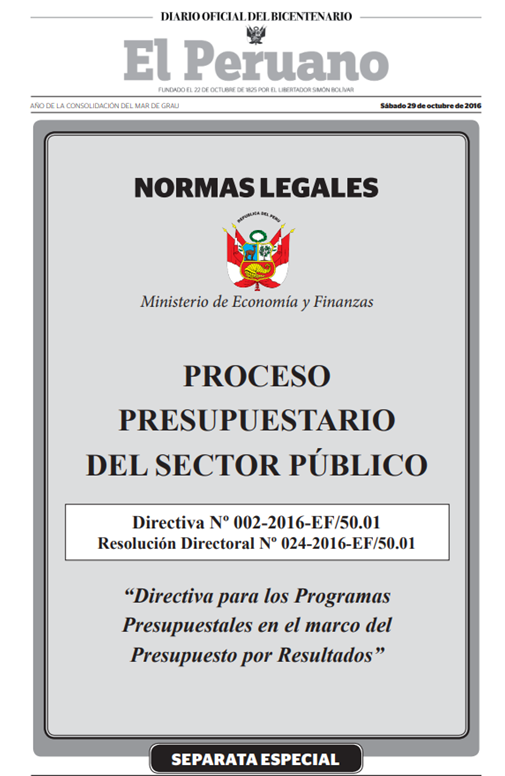 DIARIO OFICIAL DEL BICENTENARIO
El Peruano
FUNDADO EL 22 DE OCTUBRE DE 1825 POR EL LIBERTADOR SIMÓN BOLÍVAR
AÑO DE LA CONSOLIDACIÓN DEL MAR DE GRAU
Sábado 29 de octubre de 2016
NORMAS LEGALES
REPUBLICA DEL PERU
Ministerio de Economía y Finanzas
PROCESO
PRESUPUESTARIO
DEL SECTOR PÚBLICO
Directiva Nº 002-2016-EF/50.01
Resolución Directoral Nº 024-2016-EF/50.01
“Directiva para los Programas
Presupuestales en el marco del
Presupuesto por Resultados”
SEPARATA ESPECIAL